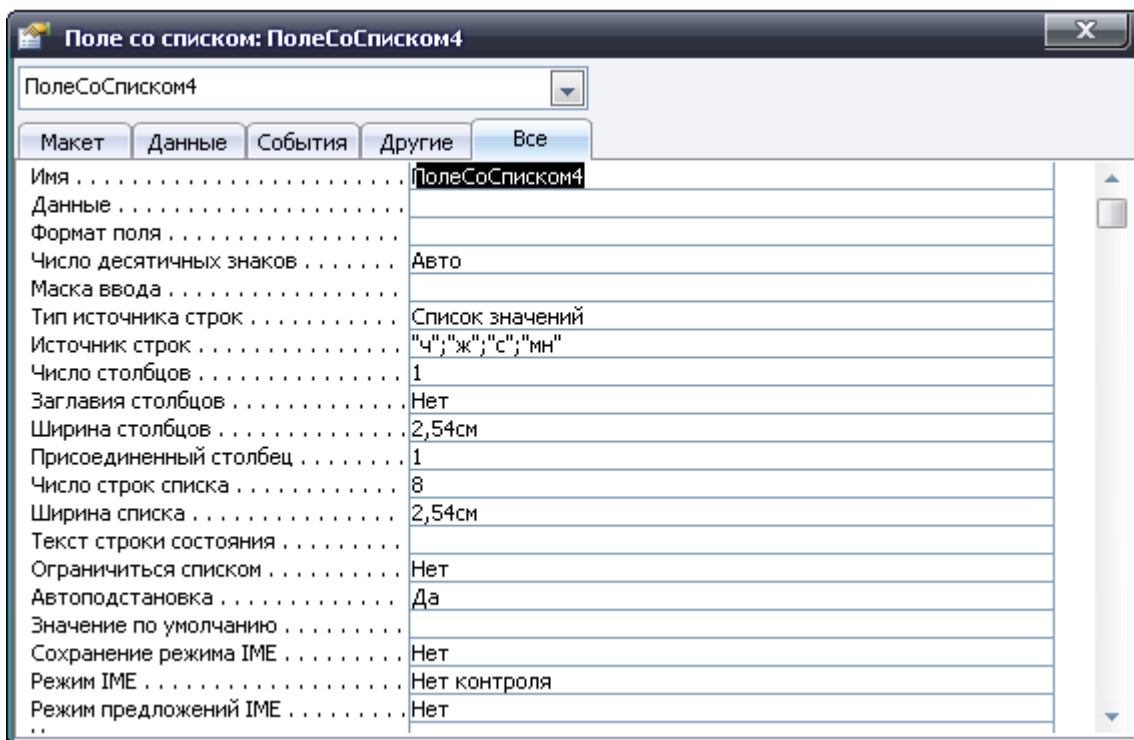 Поле со списком: ПолеСоСписком4
ПолеСоСписком4
Макет Данные События Другие Все
Имя . . . . . . . . . . . . . . . . . . . . . . . . ПолеСоСписком4
Данные . . . . . . . . . . . . . . . . . . . . .
Формат поля . . . . . . . . . . . . . . . . .
Число десятичных знаков . . . . . . . Авто
Маска ввода . . . . . . . . . . . . . . . . .
Тип источника строк . . . . . . . . . . . Список значений
Источник строк . . . . . . . . . . . . . . . "ч";"ж";"с";"мн"
Число столбцов . . . . . . . . . . . . . . . 1
Заглавия столбцов . . . . . . . . . . . . . Нет
Ширина столбцов . . . . . . . . . . . . . . 2,54см
Присоединенный столбец . . . . . . . . 1
Число строк списка . . . . . . . . . . . . 8
Ширина списка . . . . . . . . . . . . . . . 2,54см
Текст строки состояния . . . . . . . . .
Ограничиться списком . . . . . . . . . . Нет
Автоподстановка . . . . . . . . . . . . . Да
Значение по умолчанию . . . . . . . . .
Сохранение режима IME . . . . . . . . . Нет
Режим IME . . . . . . . . . . . . . . . . . . . Нет контроля
Режим предложений IME . . . . . . . . . Нет